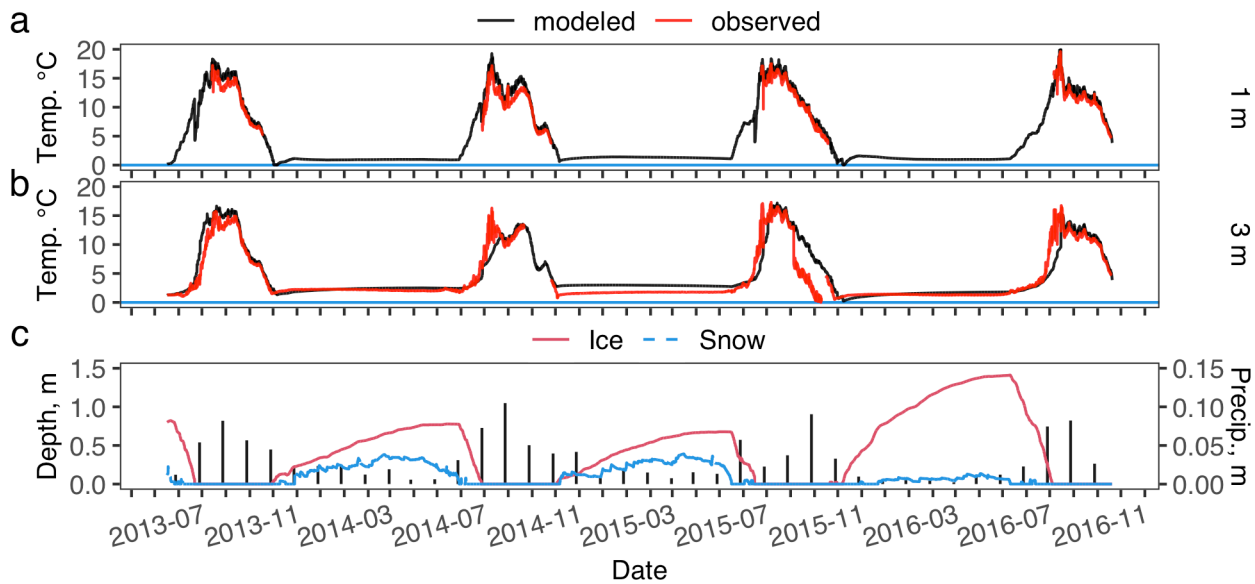 a
modeled observed
20
15
10
5
0
Temp. °C
1 m
b
20
15
10
5
0
Temp. °C
3 m
c
Ice Snow
1.5
1.0
0.5
0.0
Depth, m
0.15
0.10
0.05
0.00
Precip., m
2013-07 2013-11 2014-03 2014-07 2014-11 2015-03 2015-07 2015-11 2016-03 2016-07 2016-11
Date